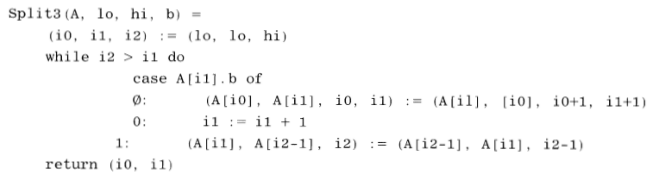 Split3(A, lo, hi, b) =
(i0, i1, i2) := (lo, lo, hi)
while i2 > i1 do
case A[i1].b of
Ø: (A[i0], A[i1], i0, i1) := (A[il], [i0], i0+1, i1+1)
0: i1 := i1 + 1
1: (A[i1], A[i2-1], i2) := (A[i2-1], A[i1], i2-1)
return (i0, i1)